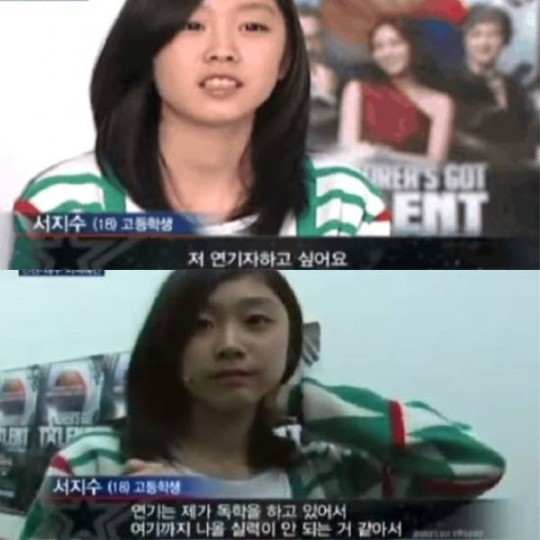 ENT
서지수 (18) 고등학생
저 연기자하고 싶어요
서지수 (18) 고등학생
연기는 제가 독학을 하고 있어서
여기까지 나올 실력이 안 되는 거 같아서